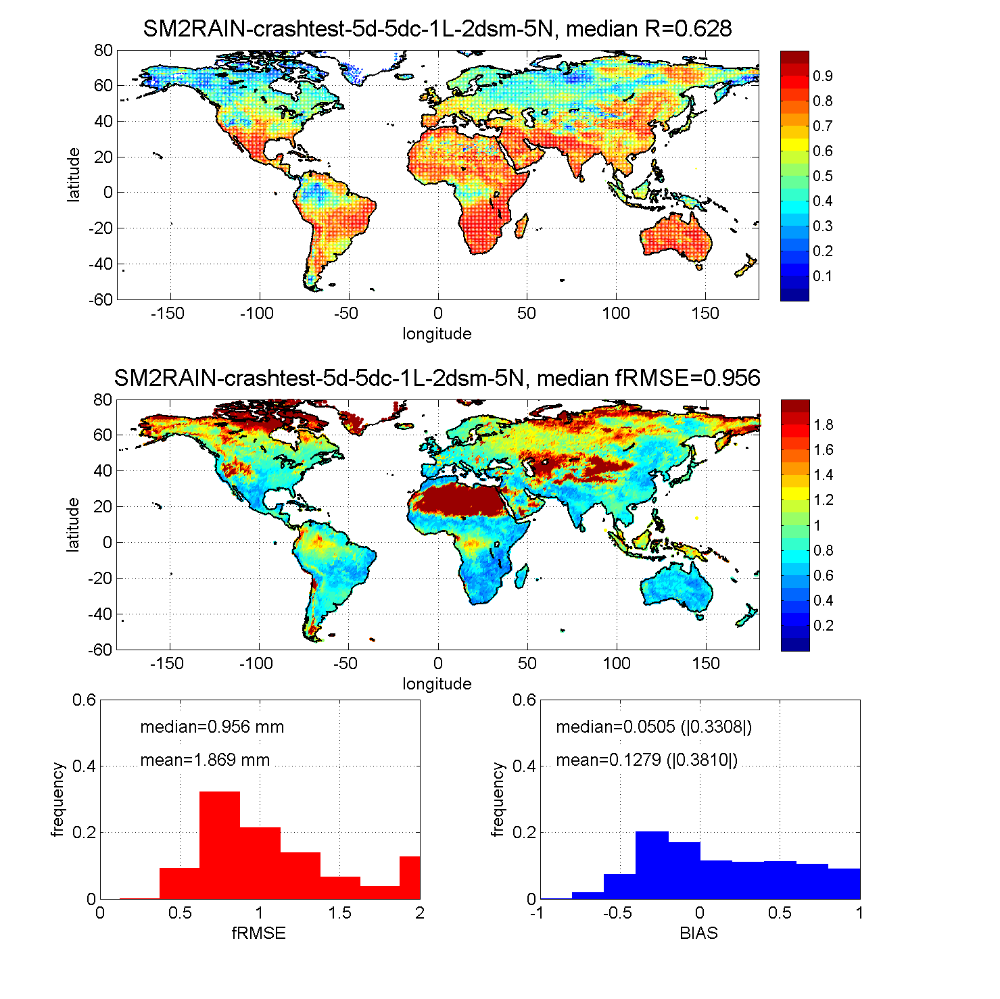 SM2RAIN-crashtest-5d-5dc-1L-2dsm-5N, median R=0.628
80
60
40
20
0
-20
-40
-60
latitude
-150 -100 -50 0 50 100 150
longitude
0.9
0.8
0.7
0.6
0.5
0.4
0.3
0.2
0.1
SM2RAIN-crashtest-5d-5dc-1L-2dsm-5N, median fRMSE=0.956
80
60
40
20
0
-20
-40
-60
latitude
-150 -100 -50 0 50 100 150
longitude
1.8
1.6
1.4
1.2
1
0.8
0.6
0.4
0.2
0.6
0.4
0.2
0
frequency
median=0.956 mm
mean=1.869 mm
0 0.5 1 1.5 2
fRMSE
0.6
0.4
0.2
0
frequency
median=0.0505 (|0.3308|)
mean=0.1279 (|0.3810|)
-1 -0.5 0 0.5 1
BIAS